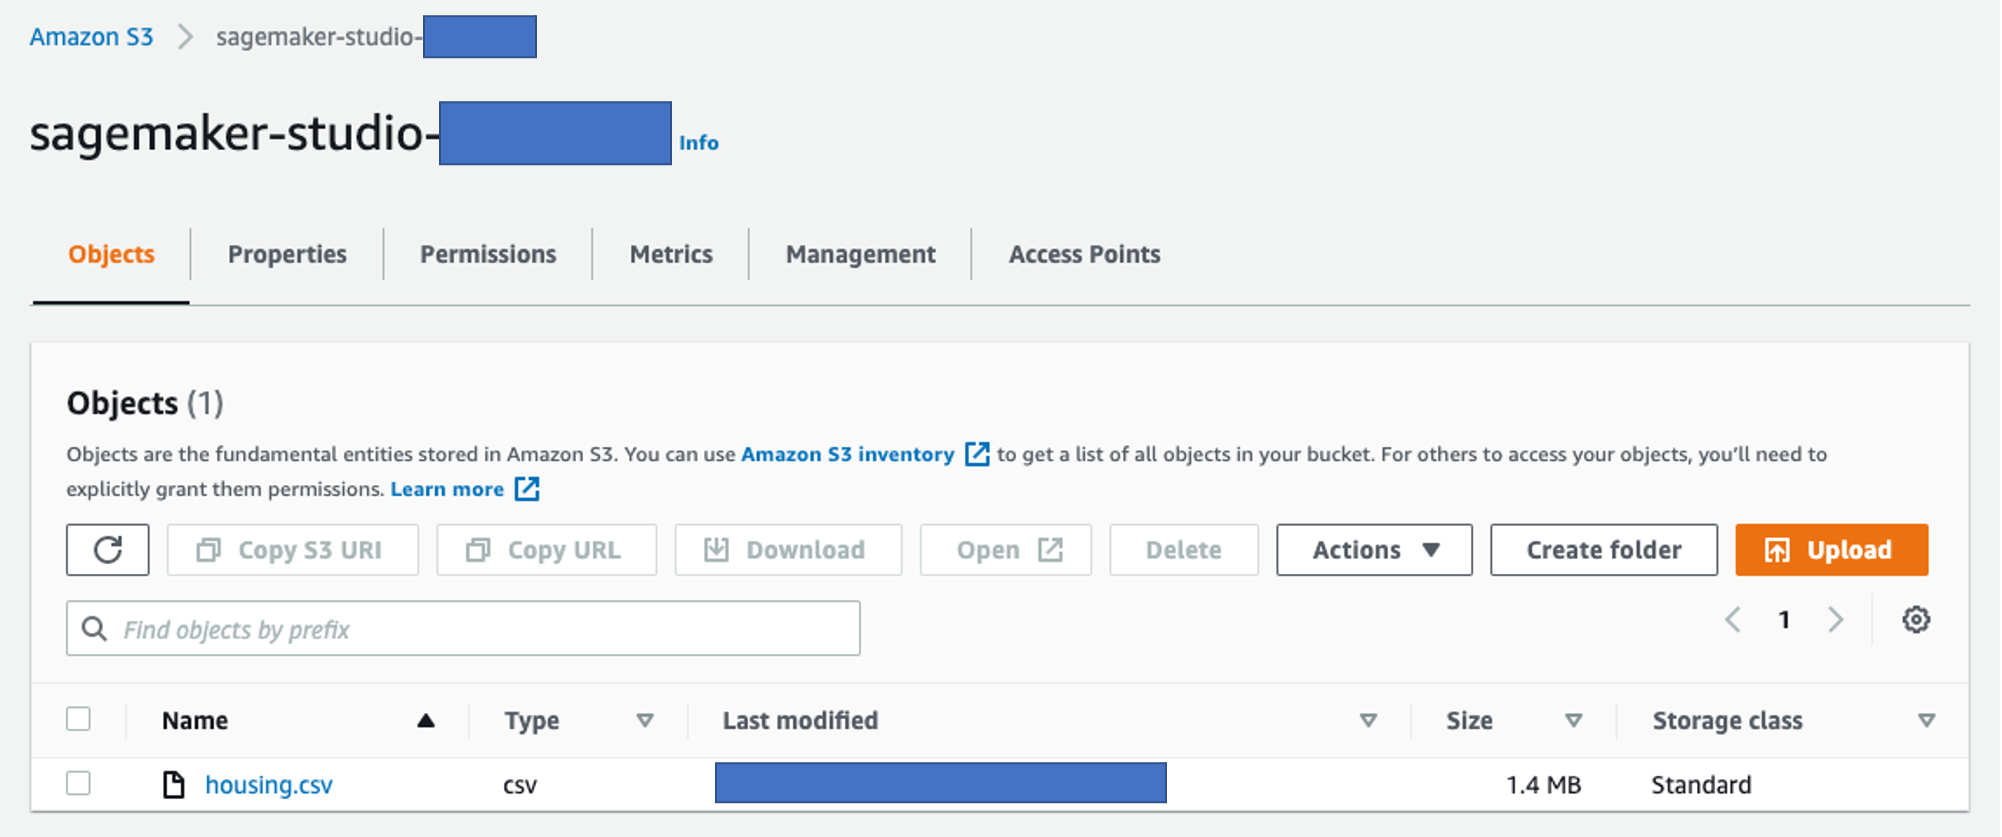 Amazon S3 > sagemaker-studio-
sagemaker-studio- Info
Objects Properties Permissions Metrics Management Access Points
Objects (1)
Objects are the fundamental entities stored in Amazon S3. You can use Amazon S3 inventory to get a list of all objects in your bucket. For others to access your objects, you’ll need to
explicitly grant them permissions. Learn more
Copy S3 URI Copy URL Download Open Delete Actions Create folder Upload
Find objects by prefix 1
Name Type Last modified Size Storage class
housing.csv csv 1.4 MB Standard